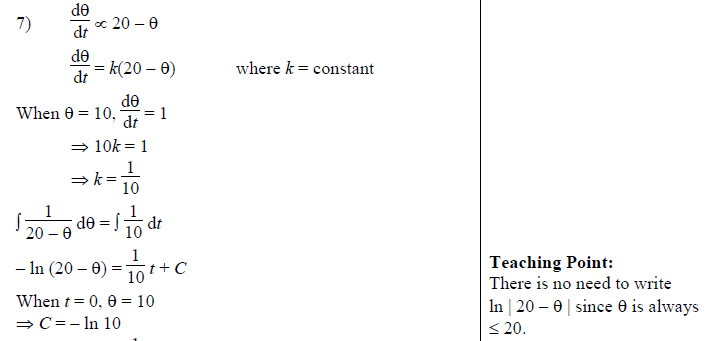 7) dθ/dt ∝ 20 – θ
dθ/dt = k(20 – θ) where k = constant
When θ = 10, dθ/dt = 1
⇒ 10k = 1
⇒ k = 1/10
∫ 1/(20 – θ) dθ = ∫ 1/10 dt
– ln (20 – θ) = 1/10 t + C
When t = 0, θ = 10
⇒ C = – ln 10
Teaching Point:
There is no need to write
ln | 20 – θ | since θ is always
≤ 20.